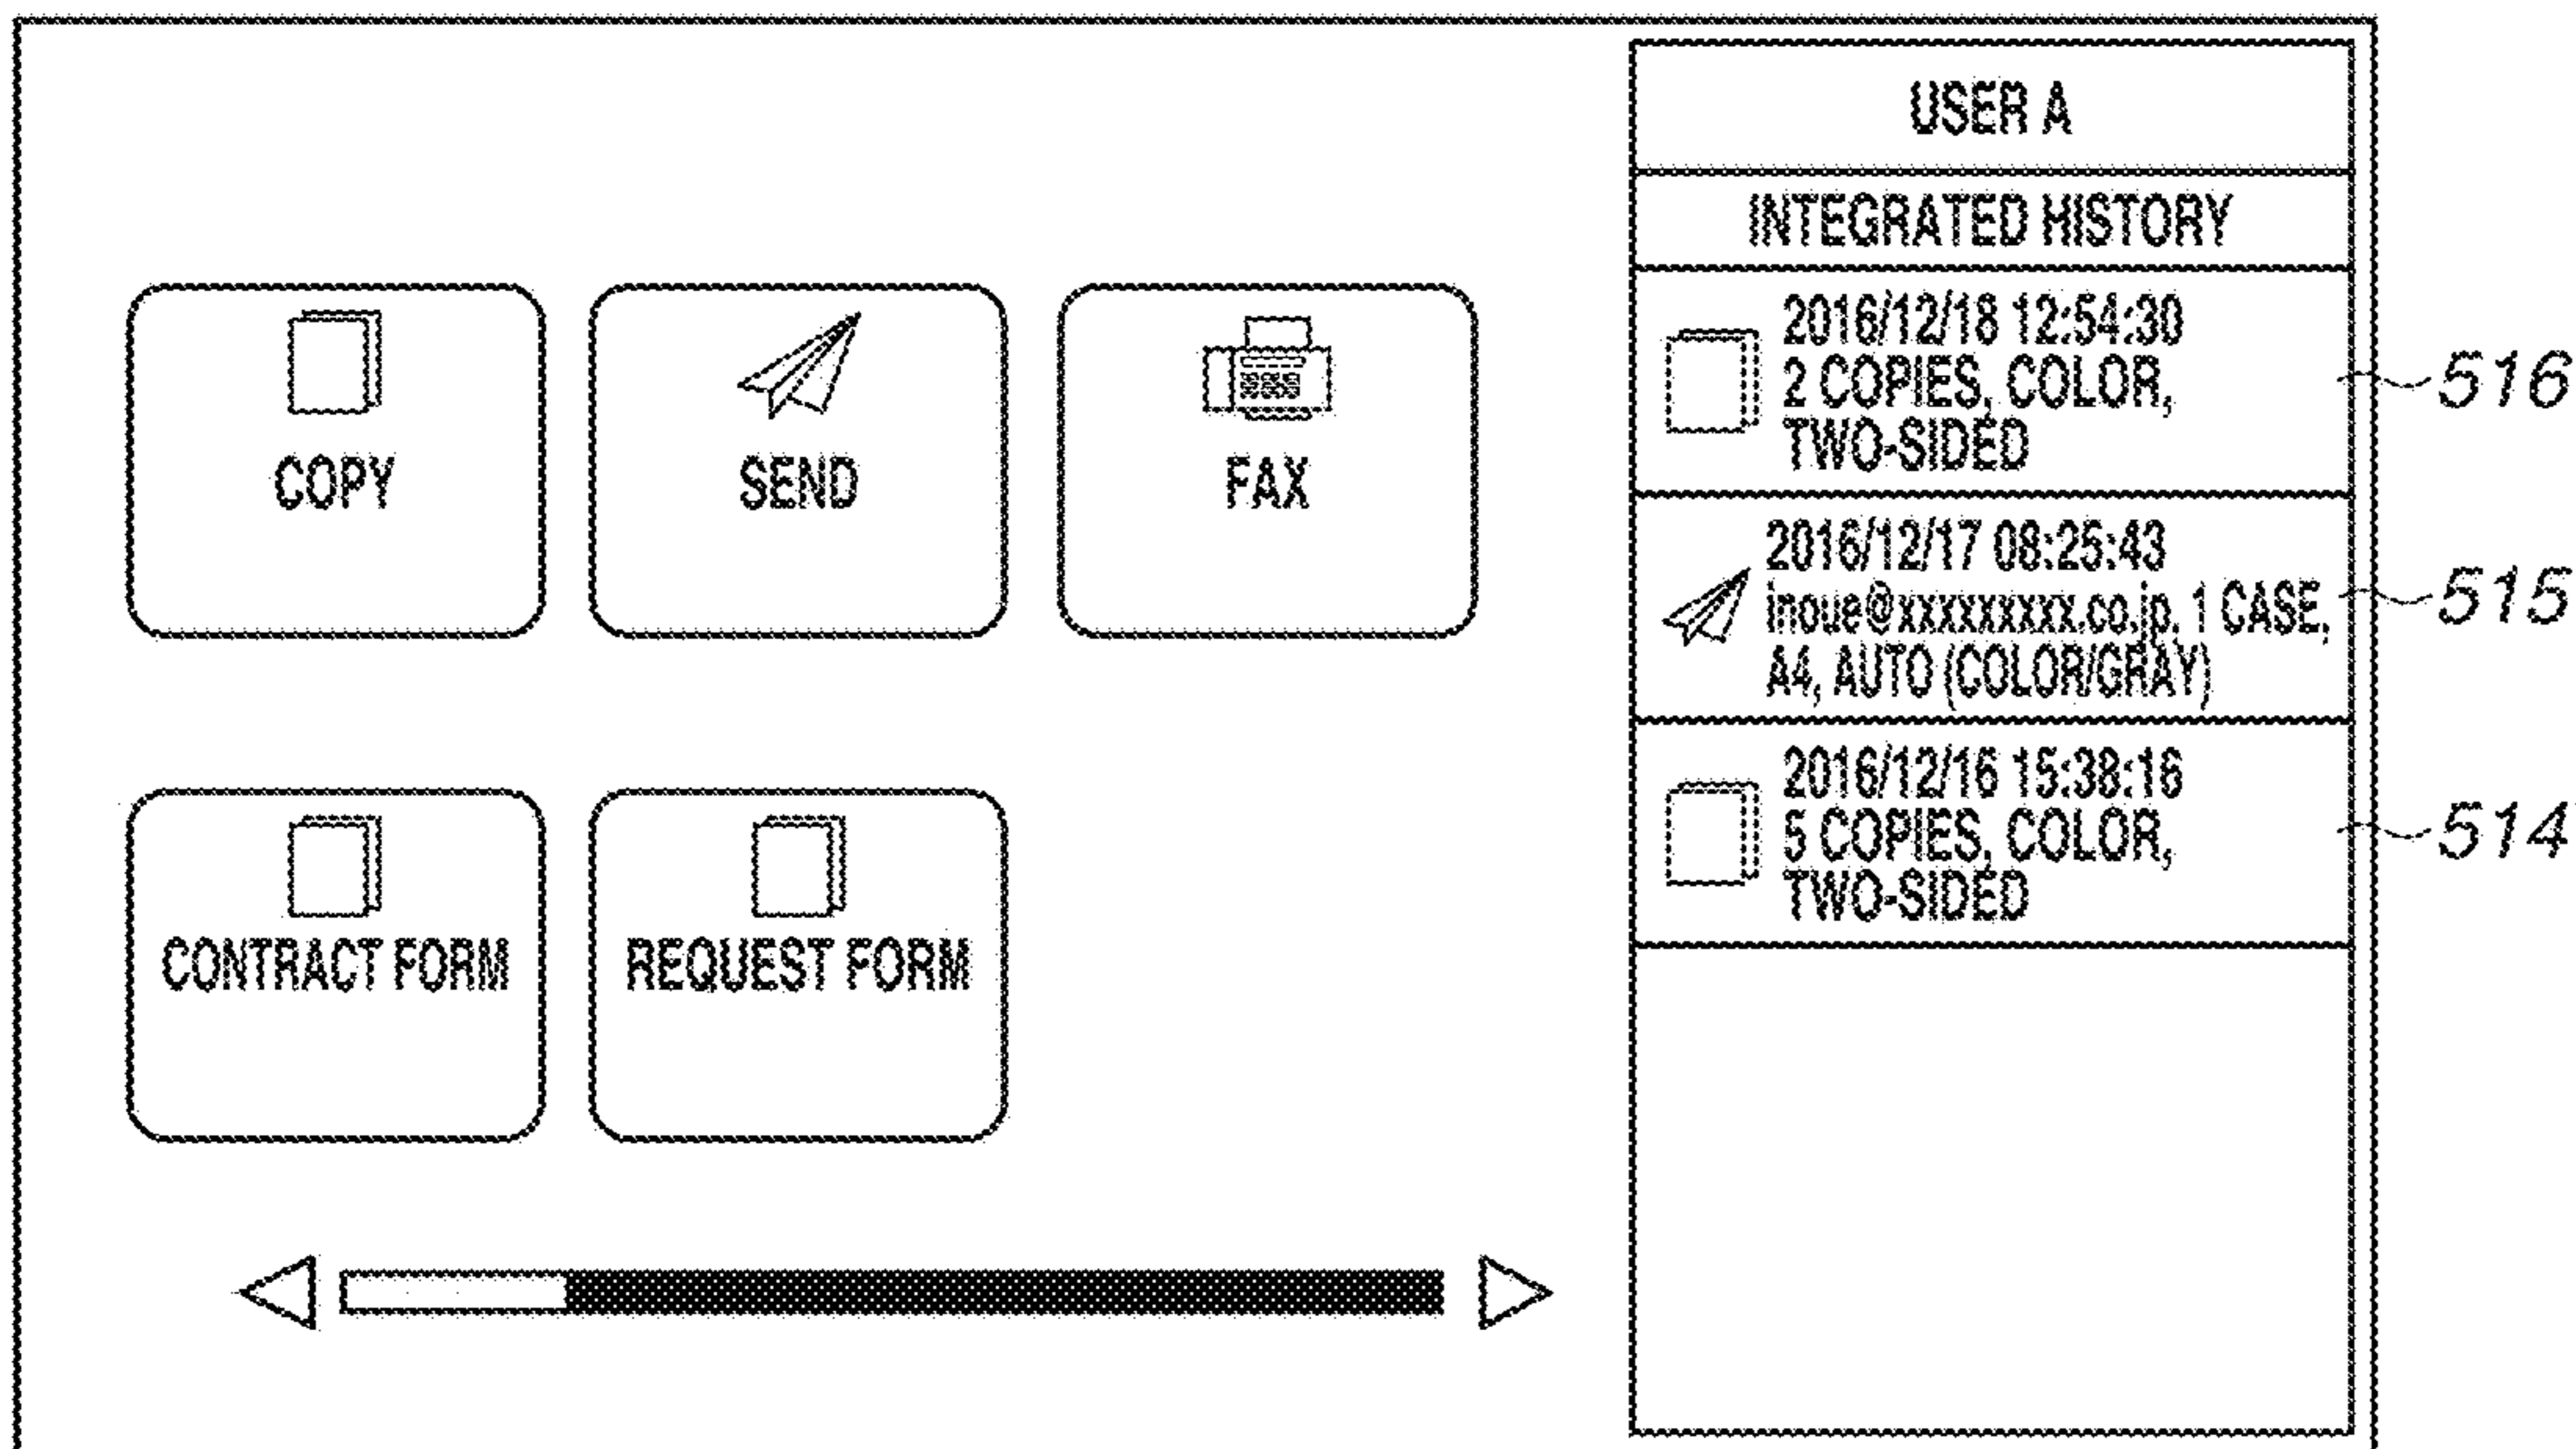 COPY
SEND
FAX
CONTRACT FORM
REQUEST FORM
USER A
INTEGRATED HISTORY
2016/12/18 12:54:30
2 COPIES, COLOR,
TWO-SIDED
516
2016/12/17 08:25:43
inoue@xxxxxxxxx.co.jp, 1 CASE,
A4, AUTO (COLOR/GRAY)
515
2016/12/16 15:38:16
5 COPIES, COLOR,
TWO-SIDED
514